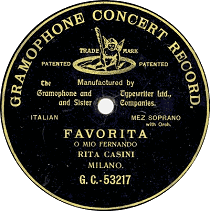 GRAMOPHONE CONCERT RECORD.
TRADE MARK
PATENTED PATENTED
The Manufactured by
Gramophone and Typewriter Ltd.,
and Sister Companies.
ITALIAN MEZ SOPRANO
with Orch.
FAVORITA
O MIO FERNANDO
RITA CASINI
MILANO.
G.C.-53217